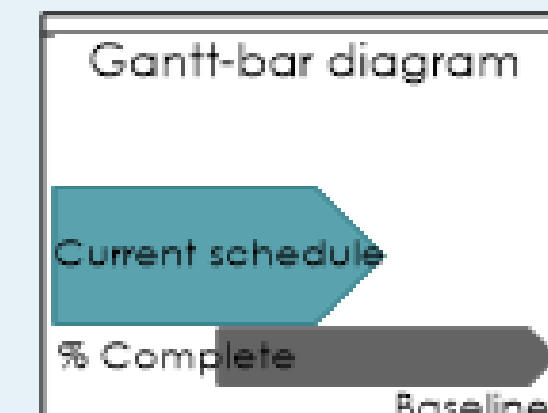 Gantt-bar diagram
Current schedule
% Complete
Baseline